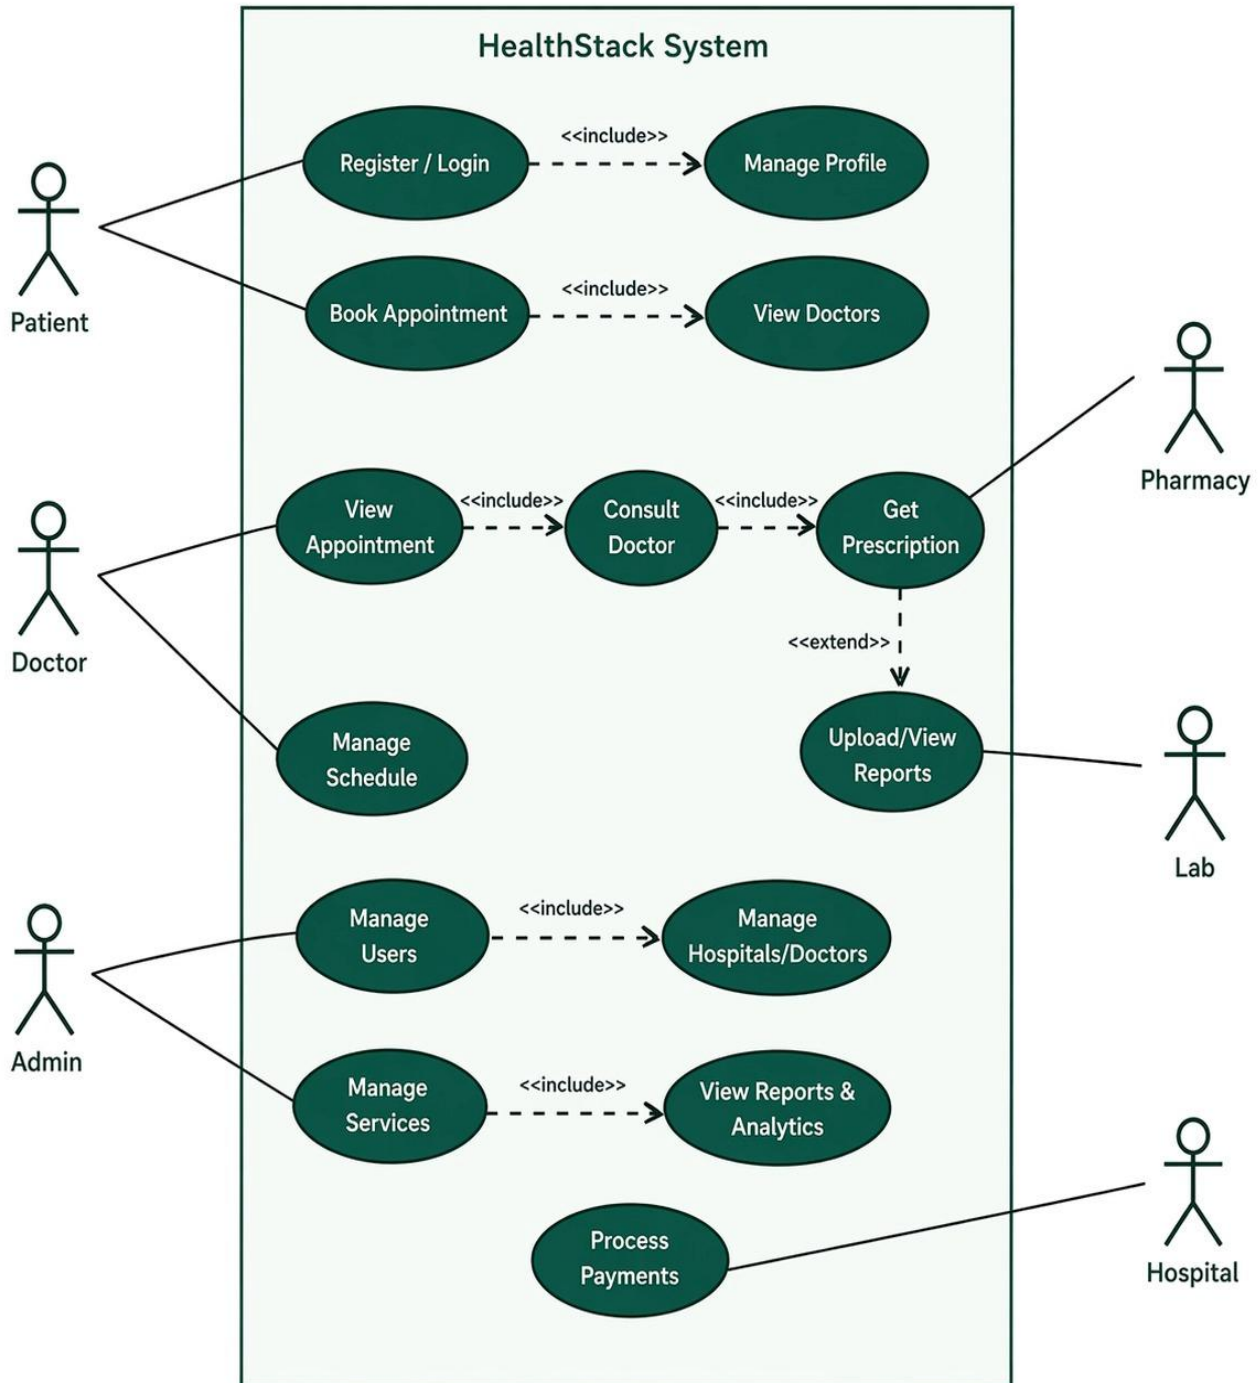 HealthStack System
<<include>>
Register / Login
Manage Profile
Patient
<<include>>
Book Appointment
View Doctors
Pharmacy
View
Appointment
<<include>>
Consult
Doctor
<<include>>
Get
Prescription
Doctor
<<extend>>
Manage
Schedule
Upload/View
Reports
Lab
Manage
Users
<<include>>
Manage
Hospitals/Doctors
Admin
Manage
Services
<<include>>
View Reports &
Analytics
Process
Payments
Hospital